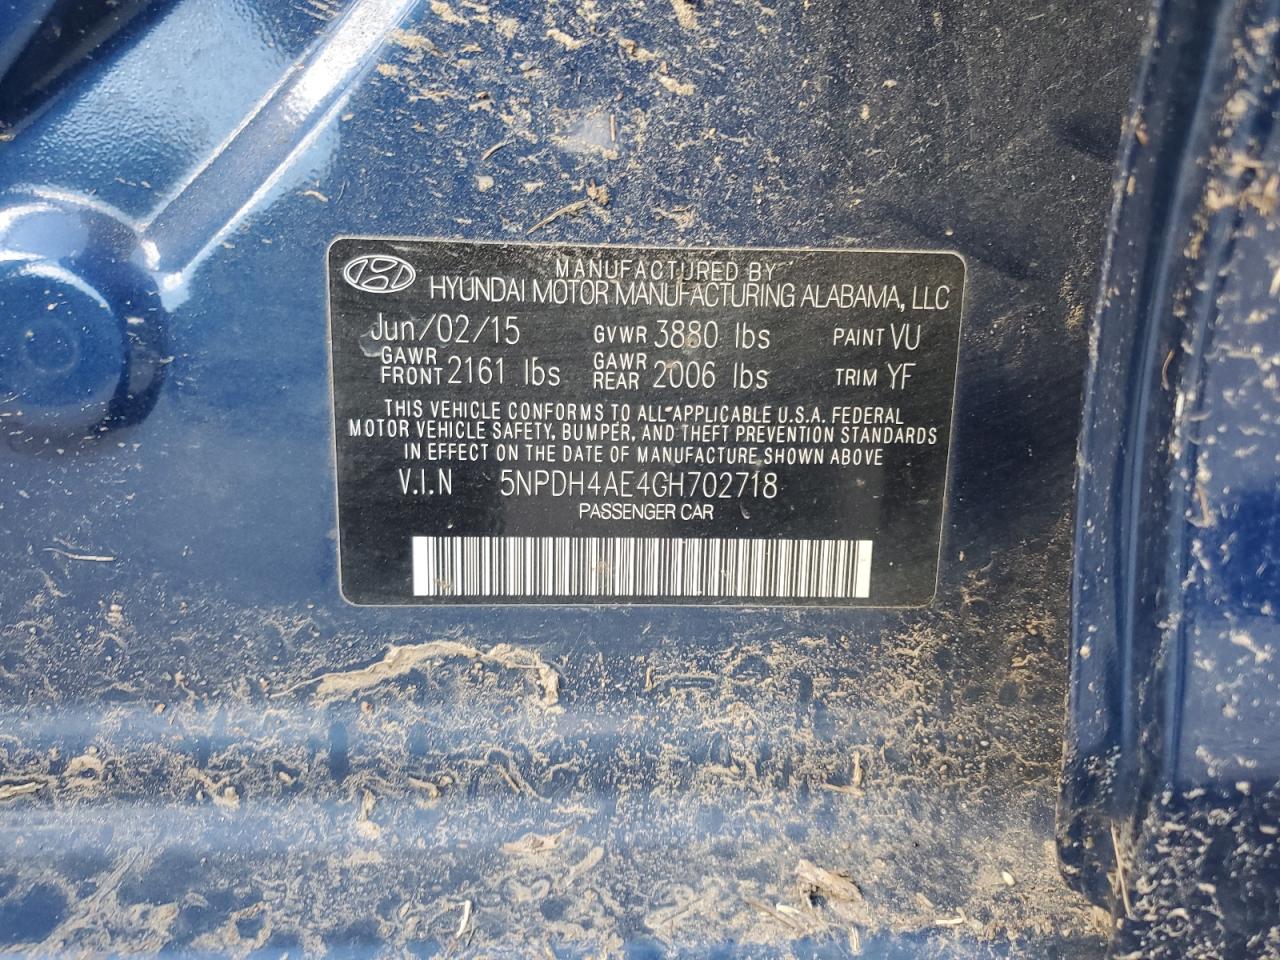 MANUFACTURED BY
HYUNDAI MOTOR MANUFACTURING ALABAMA, LLC
Jun/02/15 GVWR 3880 lbs PAINT VU
GAWR FRONT 2161 lbs GAWR REAR 2006 lbs TRIM YF
THIS VEHICLE CONFORMS TO ALL APPLICABLE U.S.A. FEDERAL
MOTOR VEHICLE SAFETY, BUMPER, AND THEFT PREVENTION STANDARDS
IN EFFECT ON THE DATE OF MANUFACTURE SHOWN ABOVE
V.I.N 5NPDH4AE4GH702718
PASSENGER CAR